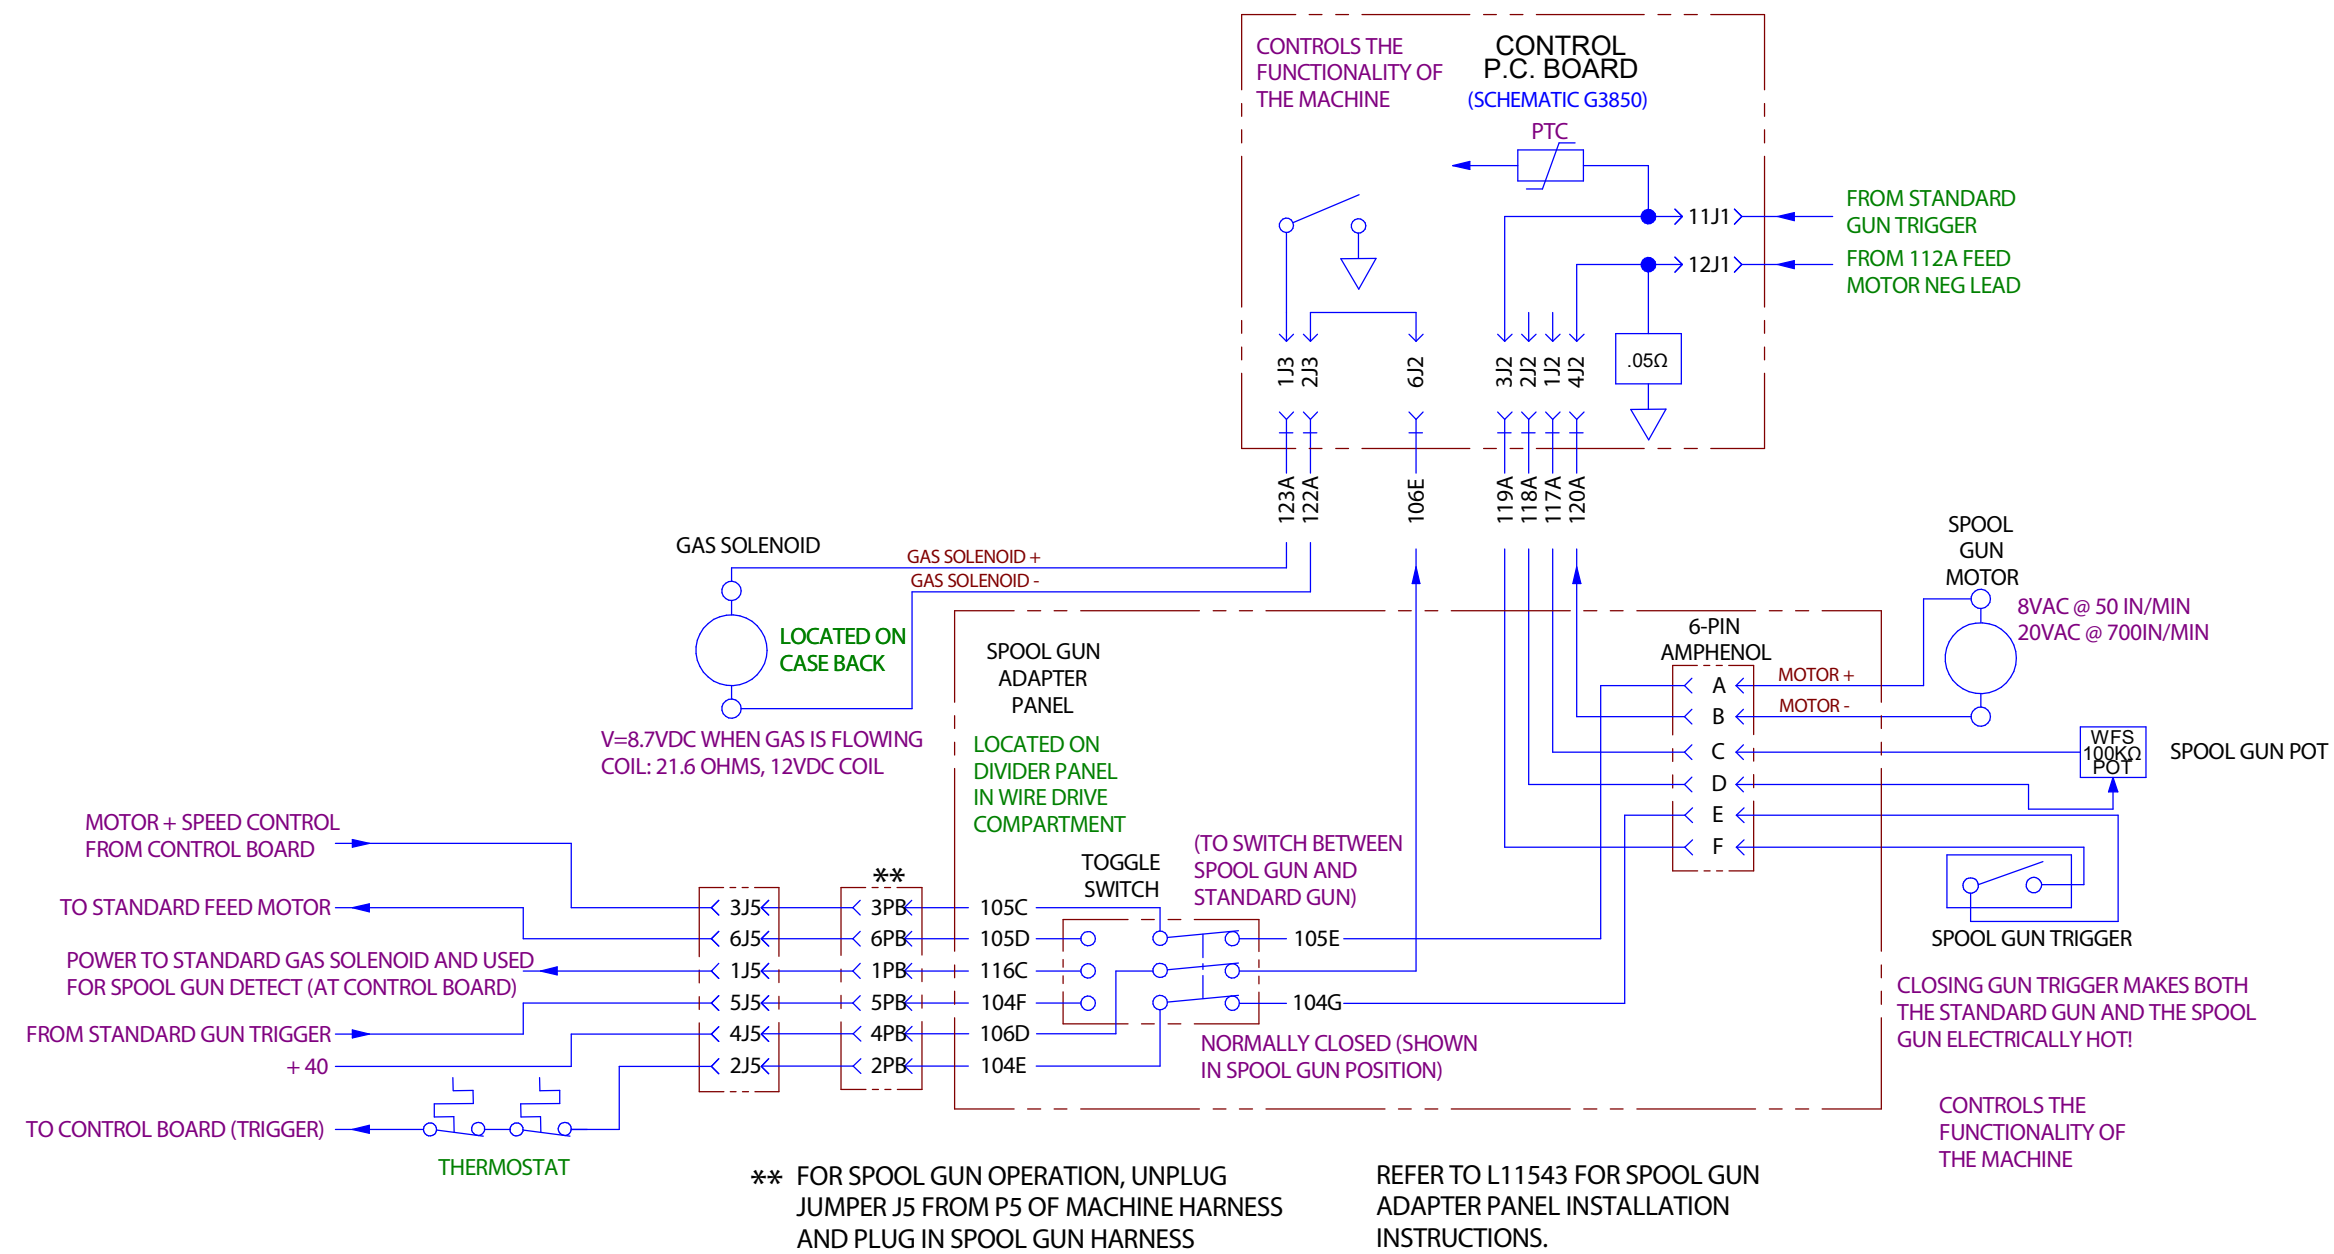 CONTROLS THE
FUNCTIONALITY OF
THE MACHINE
CONTROL
P.C. BOARD
(SCHEMATIC G3850)
PTC
11J1
12J1
FROM STANDARD
GUN TRIGGER
FROM 112A FEED
MOTOR NEG LEAD
.05Ω
1J3
2J3
6J2
3J2
2J2
1J2
4J2
123A
122A
106E
119A
118A
117A
120A
GAS SOLENOID
GAS SOLENOID +
GAS SOLENOID -
LOCATED ON
CASE BACK
V=8.7VDC WHEN GAS IS FLOWING
COIL: 21.6 OHMS, 12VDC COIL
SPOOL GUN
ADAPTER
PANEL
LOCATED ON
DIVIDER PANEL
IN WIRE DRIVE
COMPARTMENT
6-PIN
AMPHENOL
A
B
C
D
E
F
MOTOR +
MOTOR -
SPOOL
GUN
MOTOR
8VAC @ 50 IN/MIN
20VAC @ 700IN/MIN
WFS
100KΩ
POT
SPOOL GUN POT
SPOOL GUN TRIGGER
CLOSING GUN TRIGGER MAKES BOTH
THE STANDARD GUN AND THE SPOOL
GUN ELECTRICALLY HOT!
CONTROLS THE
FUNCTIONALITY OF
THE MACHINE
MOTOR + SPEED CONTROL
FROM CONTROL BOARD
TO STANDARD FEED MOTOR
POWER TO STANDARD GAS SOLENOID AND USED
FOR SPOOL GUN DETECT (AT CONTROL BOARD)
FROM STANDARD GUN TRIGGER
+ 40
TO CONTROL BOARD (TRIGGER)
THERMOSTAT
3J5
6J5
1J5
5J5
4J5
2J5
**
3PB
6PB
1PB
5PB
4PB
2PB
105C
105D
116C
104F
106D
104E
TOGGLE
SWITCH
(TO SWITCH BETWEEN
SPOOL GUN AND
STANDARD GUN)
105E
104G
NORMALLY CLOSED (SHOWN
IN SPOOL GUN POSITION)
** FOR SPOOL GUN OPERATION, UNPLUG
JUMPER J5 FROM P5 OF MACHINE HARNESS
AND PLUG IN SPOOL GUN HARNESS
REFER TO L11543 FOR SPOOL GUN
ADAPTER PANEL INSTALLATION
INSTRUCTIONS.